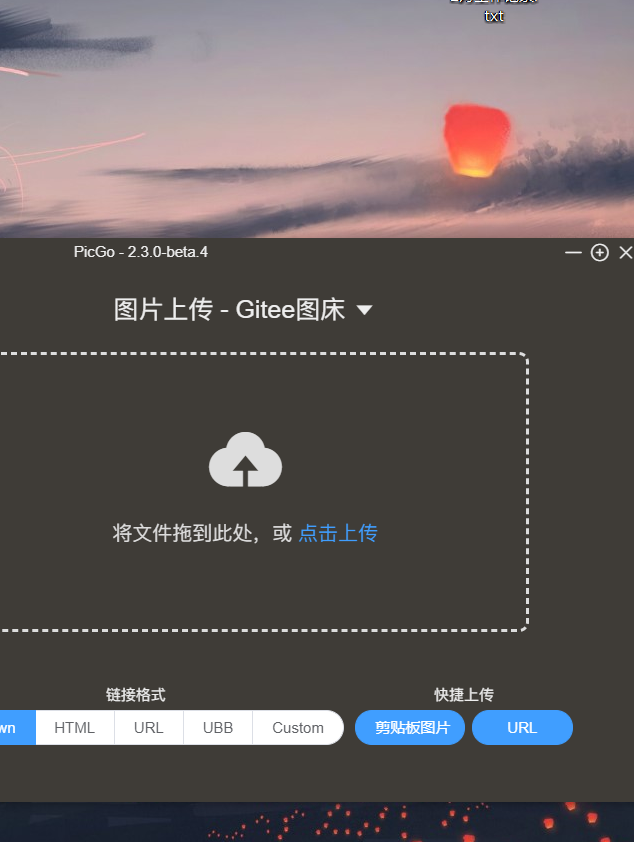 txt
PicGo - 2.3.0-beta.4
图片上传 - Gitee图床
将文件拖到此处，或 点击上传
链接格式
快捷上传
wn
HTML
URL
UBB
Custom
剪贴板图片
URL